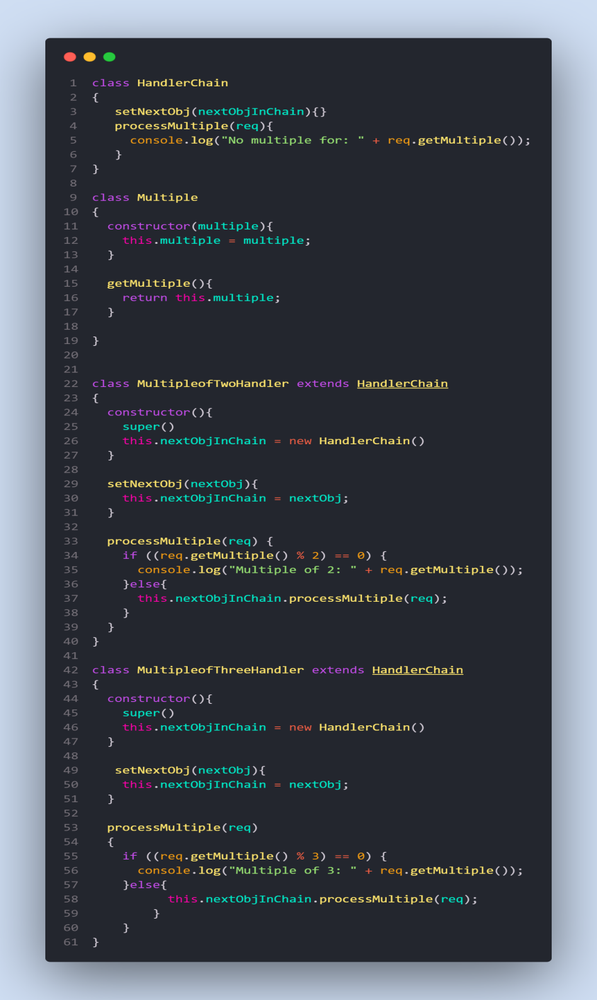 1 class HandlerChain
2 {
3 setNextObj(nextObjInChain){}
4 processMultiple(req){
5 console.log("No multiple for: " + req.getMultiple());
6 }
7 }
8
9 class Multiple
10 {
11 constructor(multiple){
12 this.multiple = multiple;
13 }
14
15 getMultiple(){
16 return this.multiple;
17 }
18
19 }
20
21
22 class MultipleofTwoHandler extends HandlerChain
23 {
24 constructor(){
25 super()
26 this.nextObjInChain = new HandlerChain()
27 }
28
29 setNextObj(nextObj){
30 this.nextObjInChain = nextObj;
31 }
32
33 processMultiple(req) {
34 if ((req.getMultiple() % 2) == 0) {
35 console.log("Multiple of 2: " + req.getMultiple());
36 }else{
37 this.nextObjInChain.processMultiple(req);
38 }
39 }
40 }
41
42 class MultipleofThreeHandler extends HandlerChain
43 {
44 constructor(){
45 super()
46 this.nextObjInChain = new HandlerChain()
47 }
48
49 setNextObj(nextObj){
50 this.nextObjInChain = nextObj;
51 }
52
53 processMultiple(req)
54 {
55 if ((req.getMultiple() % 3) == 0) {
56 console.log("Multiple of 3: " + req.getMultiple());
57 }else{
58 this.nextObjInChain.processMultiple(req);
59 }
60 }
61 }